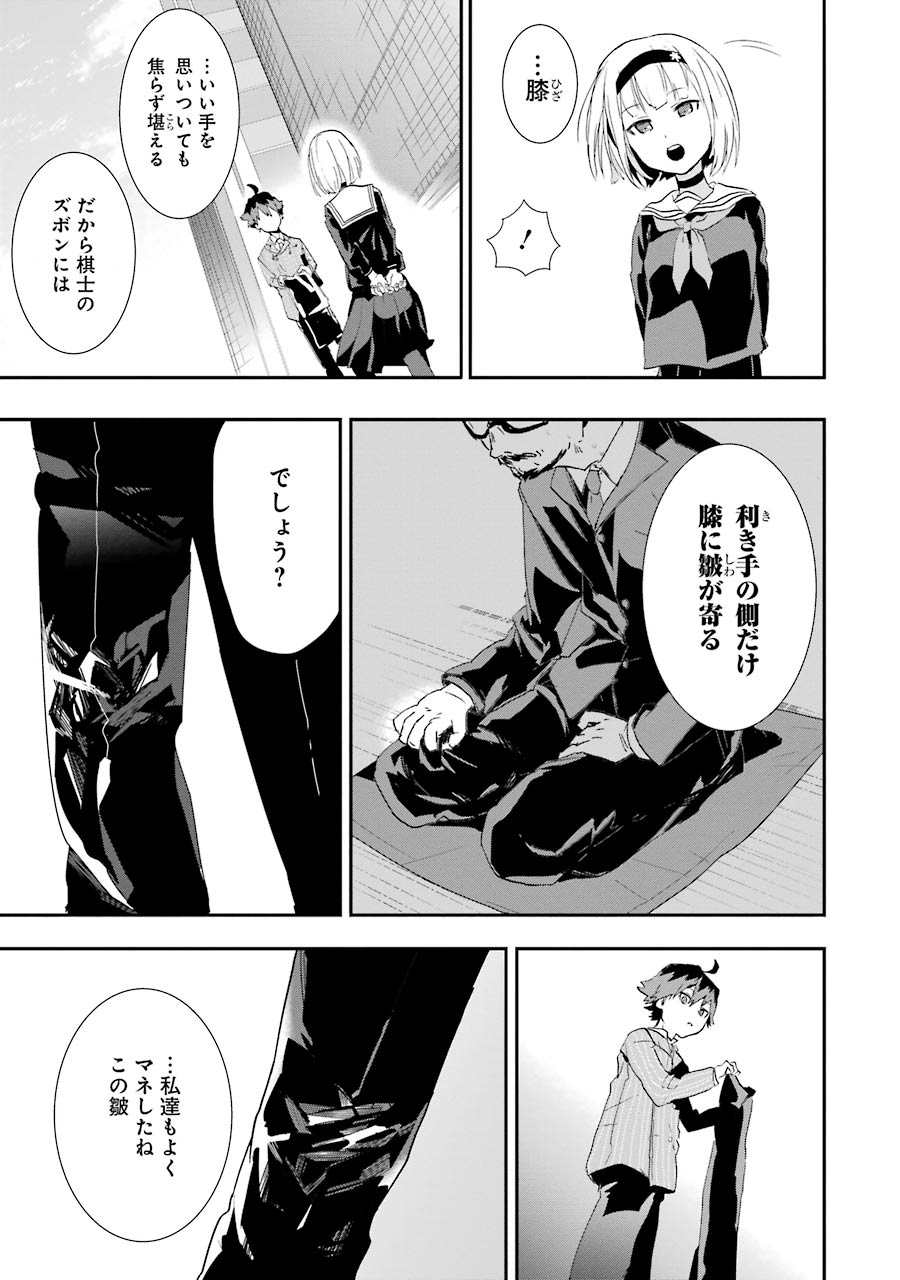 …膝
！
…いい手を
思いついても
焦らず堪える
だから棋士の
ズボンには
利き手の側だけ
膝に皺が寄る
でしょう？
…私達もよく
マネしたね
この皺